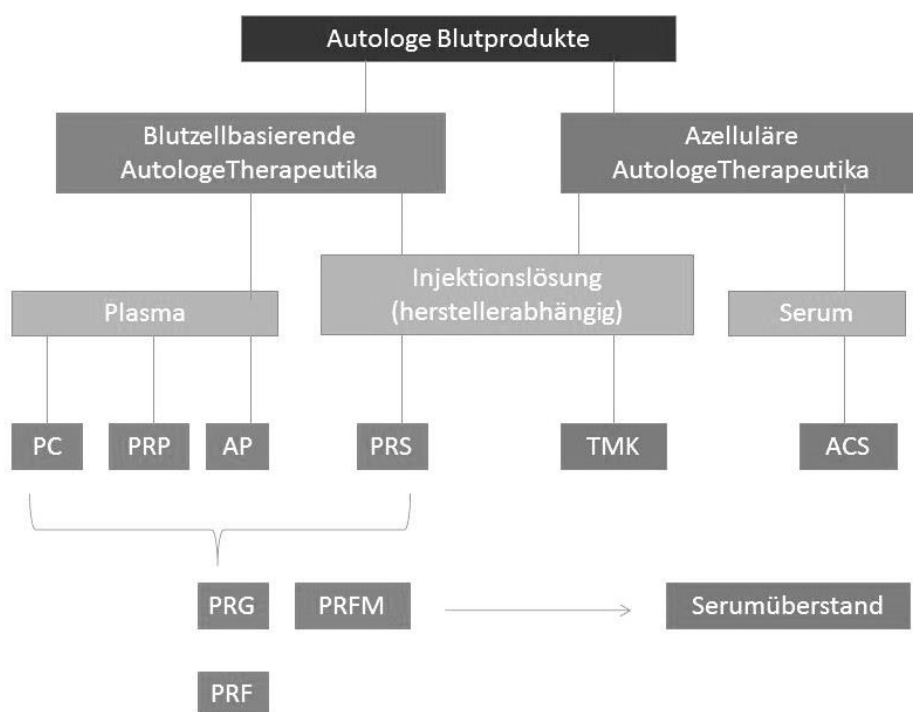 Autologe Blutprodukte
Blutzellbasierende
AutologeTherapeutika
Azelluläre
AutologeTherapeutika
Injektionslösung
(herstellerabhängig)
Plasma
Serum
PC
PRP
AP
PRS
TMK
ACS
PRG
PRFM
Serumüberstand
PRF